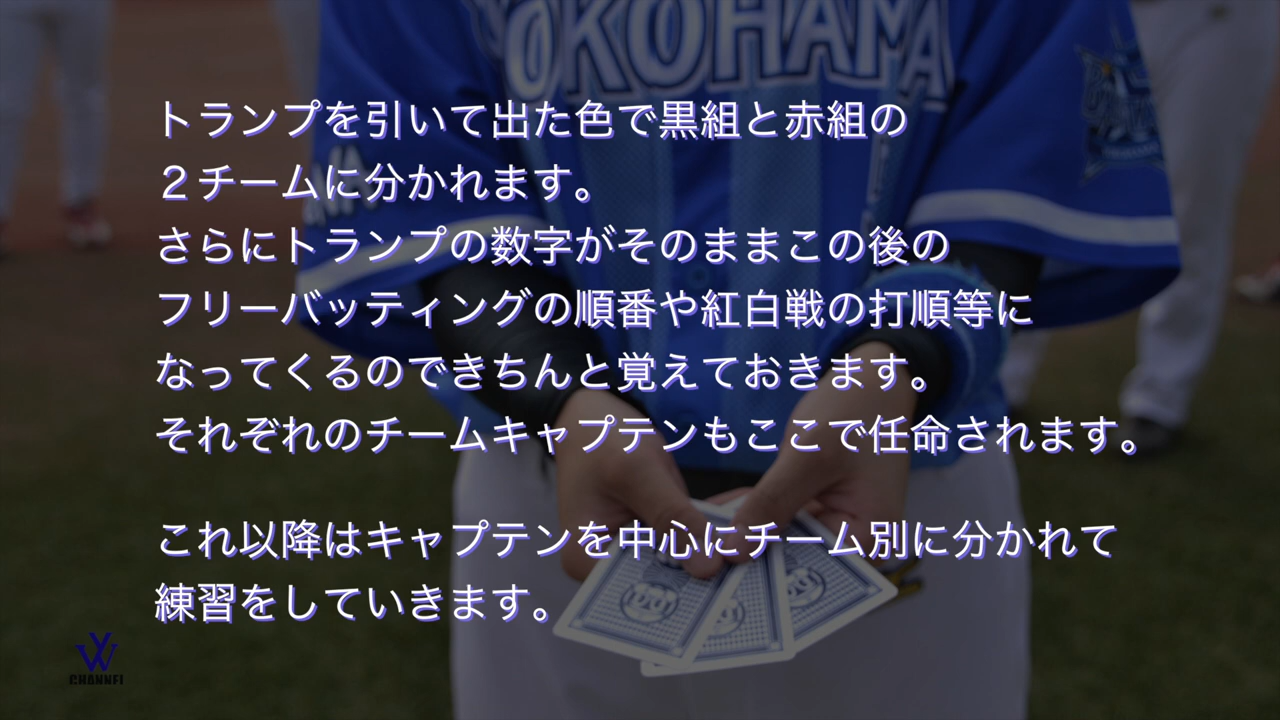 YOKOHAMA
トランプを引いて出た色で黒組と赤組の
２チームに分かれます。
さらにトランプの数字がそのままこの後の
フリーバッティングの順番や紅白戦の打順等に
なってくるのできちんと覚えておきます。
それぞれのチームキャプテンもここで任命されます。
これ以降はキャプテンを中心にチーム別に分かれて
練習をしていきます。
CHANNEL